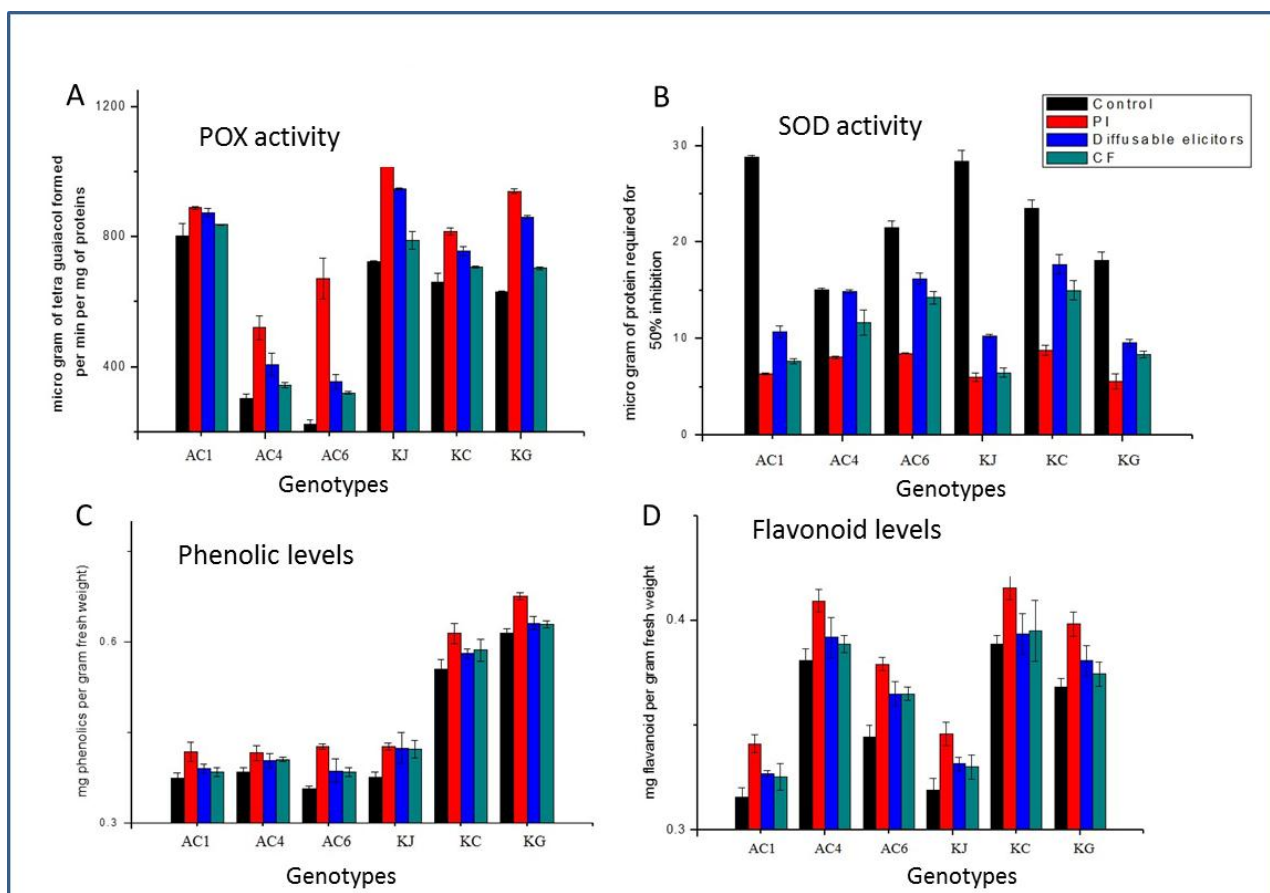 A
POX activity
1200
800
400
micro gram of tetra guaiacol formed
per min per mg of proteins
AC1 AC4 AC6 KJ KC KG
Genotypes
B
SOD activity
Control
PI
Diffusable elicitors
CF
30
20
10
0
micro gram of protein required for
50% inhibition
AC1 AC4 AC6 KJ KC KG
Genotypes
C
Phenolic levels
0.6
0.3
mg phenolics per gram fresh weight)
AC1 AC4 AC6 KJ KC KG
Genotypes
D
Flavonoid levels
0.4
0.3
mg flavanoid per gram fresh weight
AC1 AC4 AC6 KJ KC KG
Genotypes